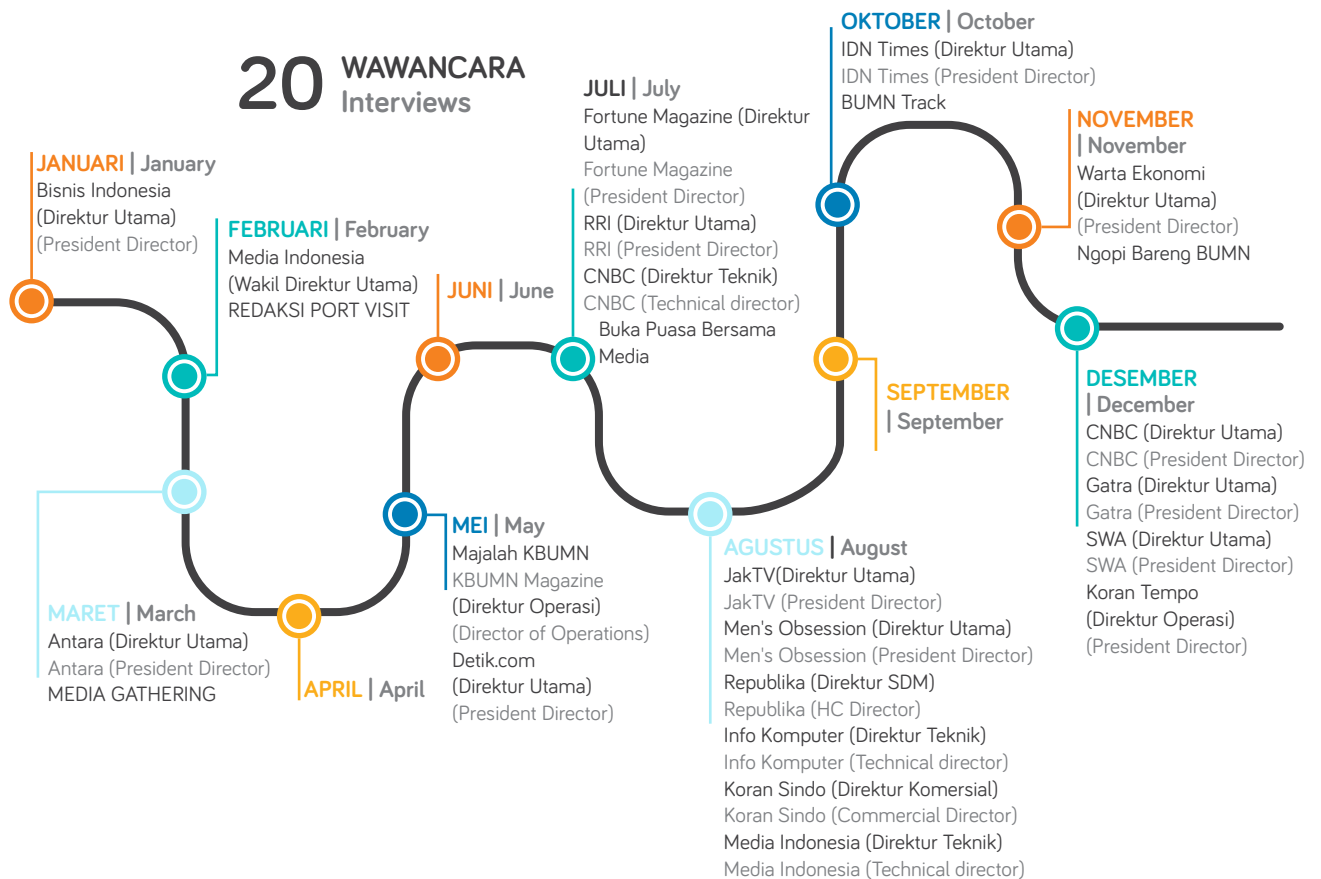 20 WAWANCARA
Interviews
JANUARI | January
Bisnis Indonesia
(Direktur Utama)
(President Director)
FEBRUARI | February
Media Indonesia
(Wakil Direktur Utama)
REDAKSI PORT VISIT
MARET | March
Antara (Direktur Utama)
Antara (President Director)
MEDIA GATHERING
APRIL | April
MEI | May
Majalah KBUMN
KBUMN Magazine
(Direktur Operasi)
(Director of Operations)
Detik.com
(Direktur Utama)
(President Director)
JUNI | June
JULI | July
Fortune Magazine (Direktur
Utama)
Fortune Magazine
(President Director)
RRI (Direktur Utama)
RRI (President Director)
CNBC (Direktur Teknik)
CNBC (Technical director)
Buka Puasa Bersama
Media
AGUSTUS | August
JakTV(Direktur Utama)
JakTV (President Director)
Men's Obsession (Direktur Utama)
Men's Obsession (President Director)
Republika (Direktur SDM)
Republika (HC Director)
Info Komputer (Direktur Teknik)
Info Komputer (Technical director)
Koran Sindo (Direktur Komersial)
Koran Sindo (Commercial Director)
Media Indonesia (Direktur Teknik)
Media Indonesia (Technical director)
SEPTEMBER
| September
OKTOBER | October
IDN Times (Direktur Utama)
IDN Times (President Director)
BUMN Track
NOVEMBER
| November
Warta Ekonomi
(Direktur Utama)
(President Director)
Ngopi Bareng BUMN
DESEMBER
| December
CNBC (Direktur Utama)
CNBC (President Director)
Gatra (Direktur Utama)
Gatra (President Director)
SWA (Direktur Utama)
SWA (President Director)
Koran Tempo
(Direktur Operasi)
(President Director)